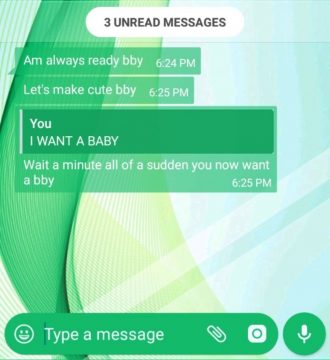 3 UNREAD MESSAGES
Am always ready bby 6:24 PM
Let's make cute bby 6:25 PM
You
I WANT A BABY
Wait a minute all of a sudden you now want
a bby 6:25 PM
Type a message